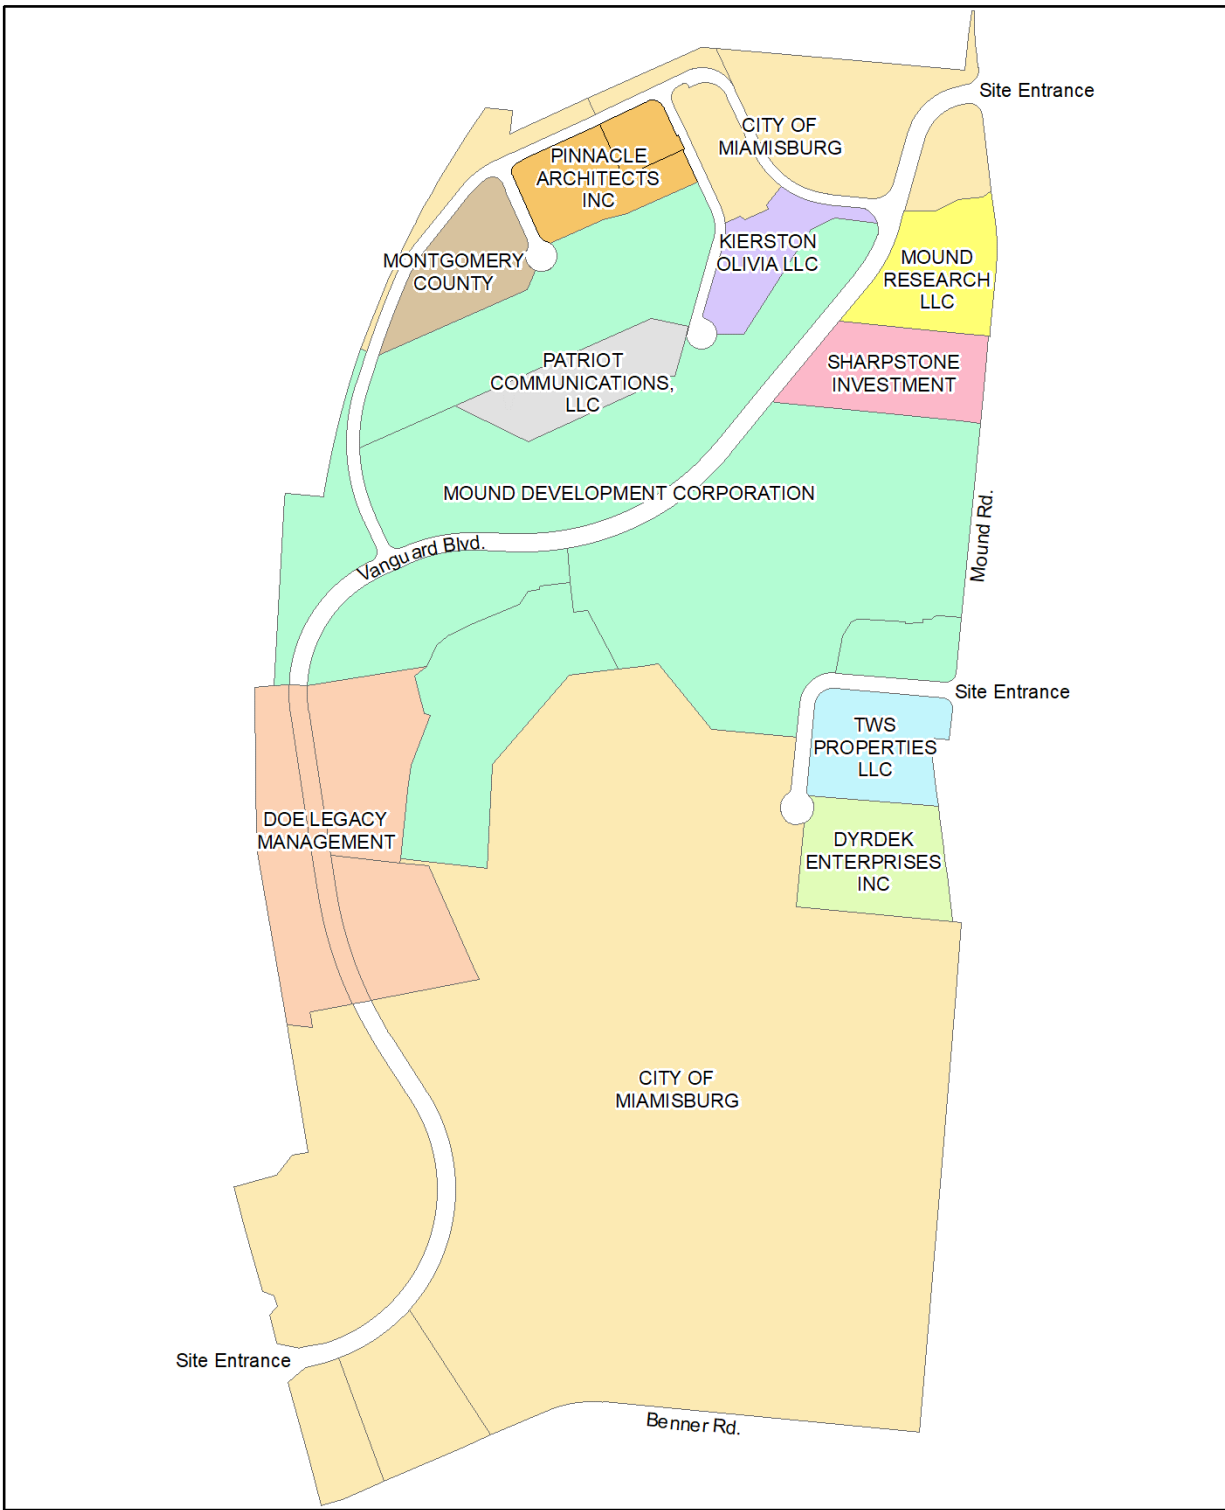 Site Entrance
CITY OF
MIAMISBURG
PINNACLE
ARCHITECTS
INC
MONTGOMERY
COUNTY
KIERSTON
OLIVIA LLC
MOUND
RESEARCH
LLC
PATRIOT
COMMUNICATIONS,
LLC
SHARPSTONE
INVESTMENT
MOUND DEVELOPMENT CORPORATION
Mound Rd.
Vanguard Blvd.
Site Entrance
TWS
PROPERTIES
LLC
DOE LEGACY
MANAGEMENT
DYRDEK
ENTERPRISES
INC
CITY OF
MIAMISBURG
Site Entrance
Benner Rd.